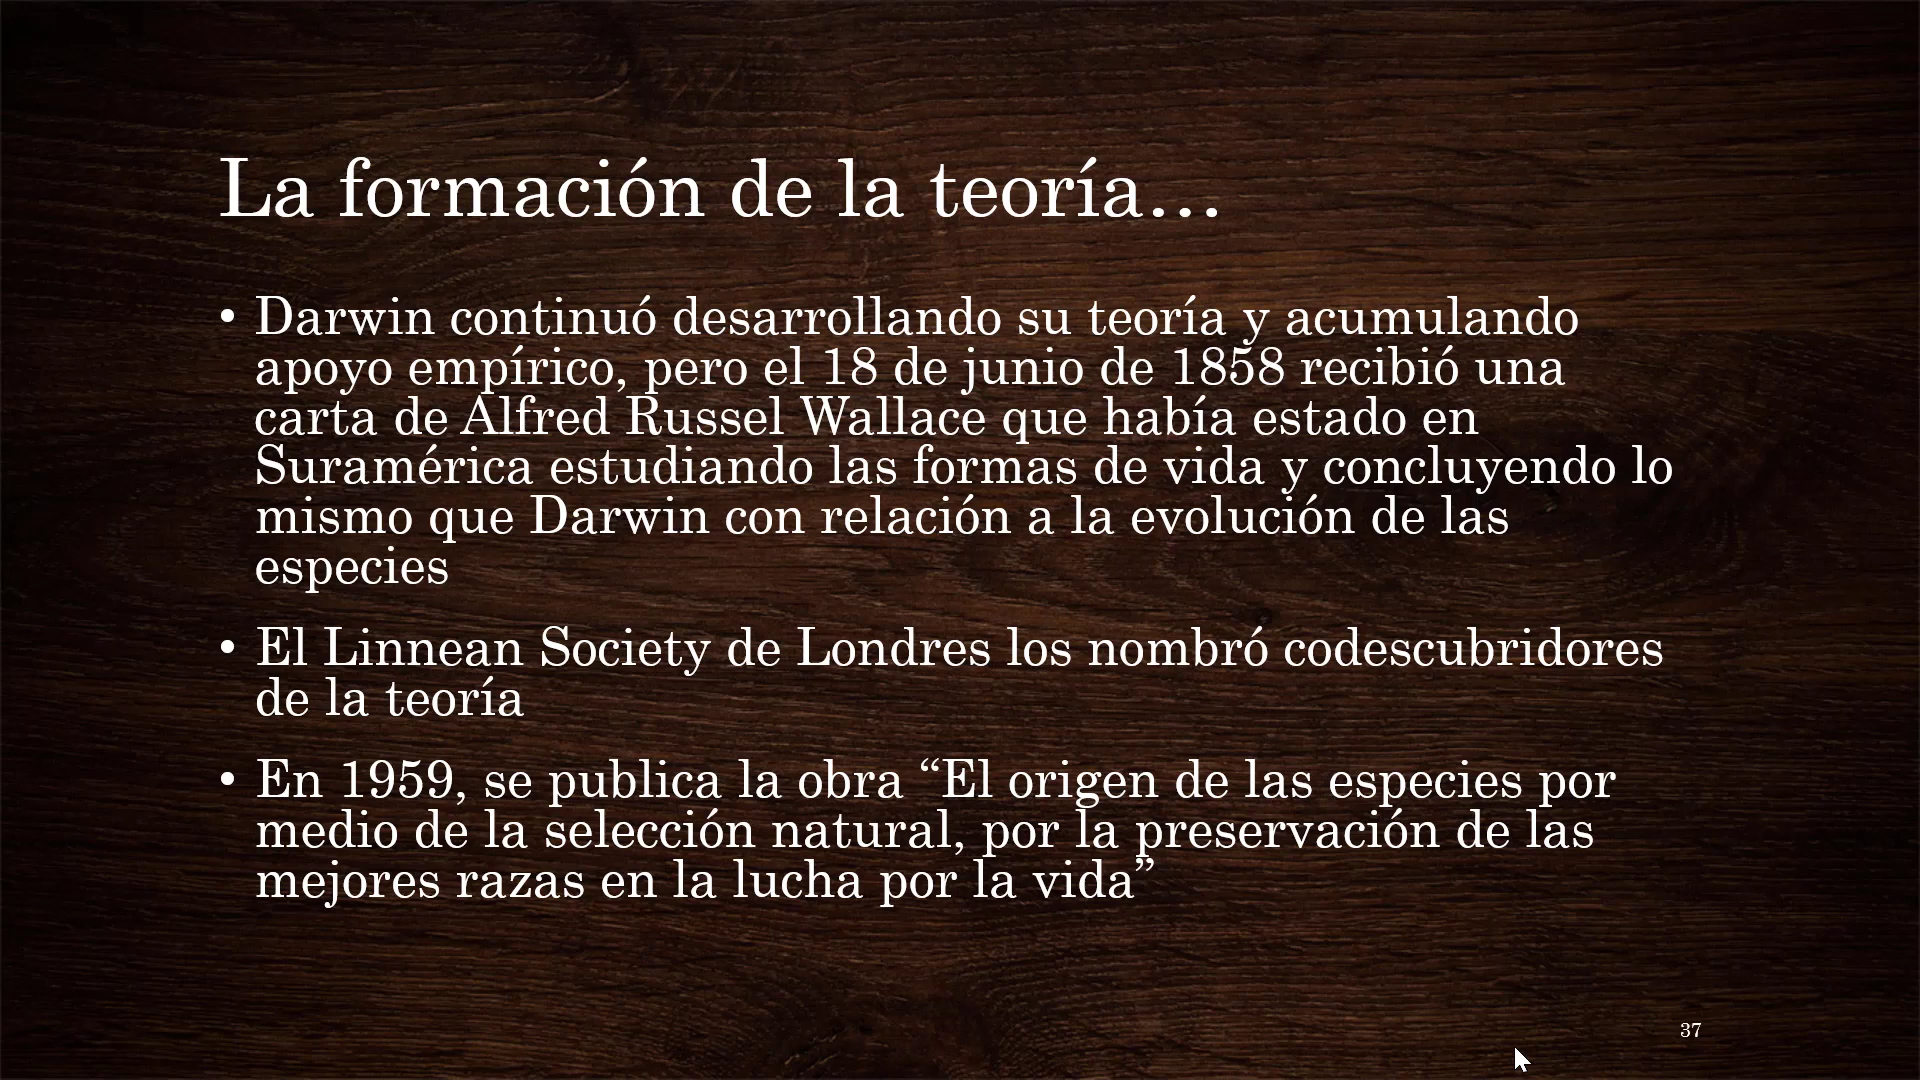 La formación de la teoría…
• Darwin continuó desarrollando su teoría y acumulando
apoyo empírico, pero el 18 de junio de 1858 recibió una
carta de Alfred Russel Wallace que había estado en
Suramérica estudiando las formas de vida y concluyendo lo
mismo que Darwin con relación a la evolución de las
especies
• El Linnean Society de Londres los nombró codescubridores
de la teoría
• En 1959, se publica la obra “El origen de las especies por
medio de la selección natural, por la preservación de las
mejores razas en la lucha por la vida”
37